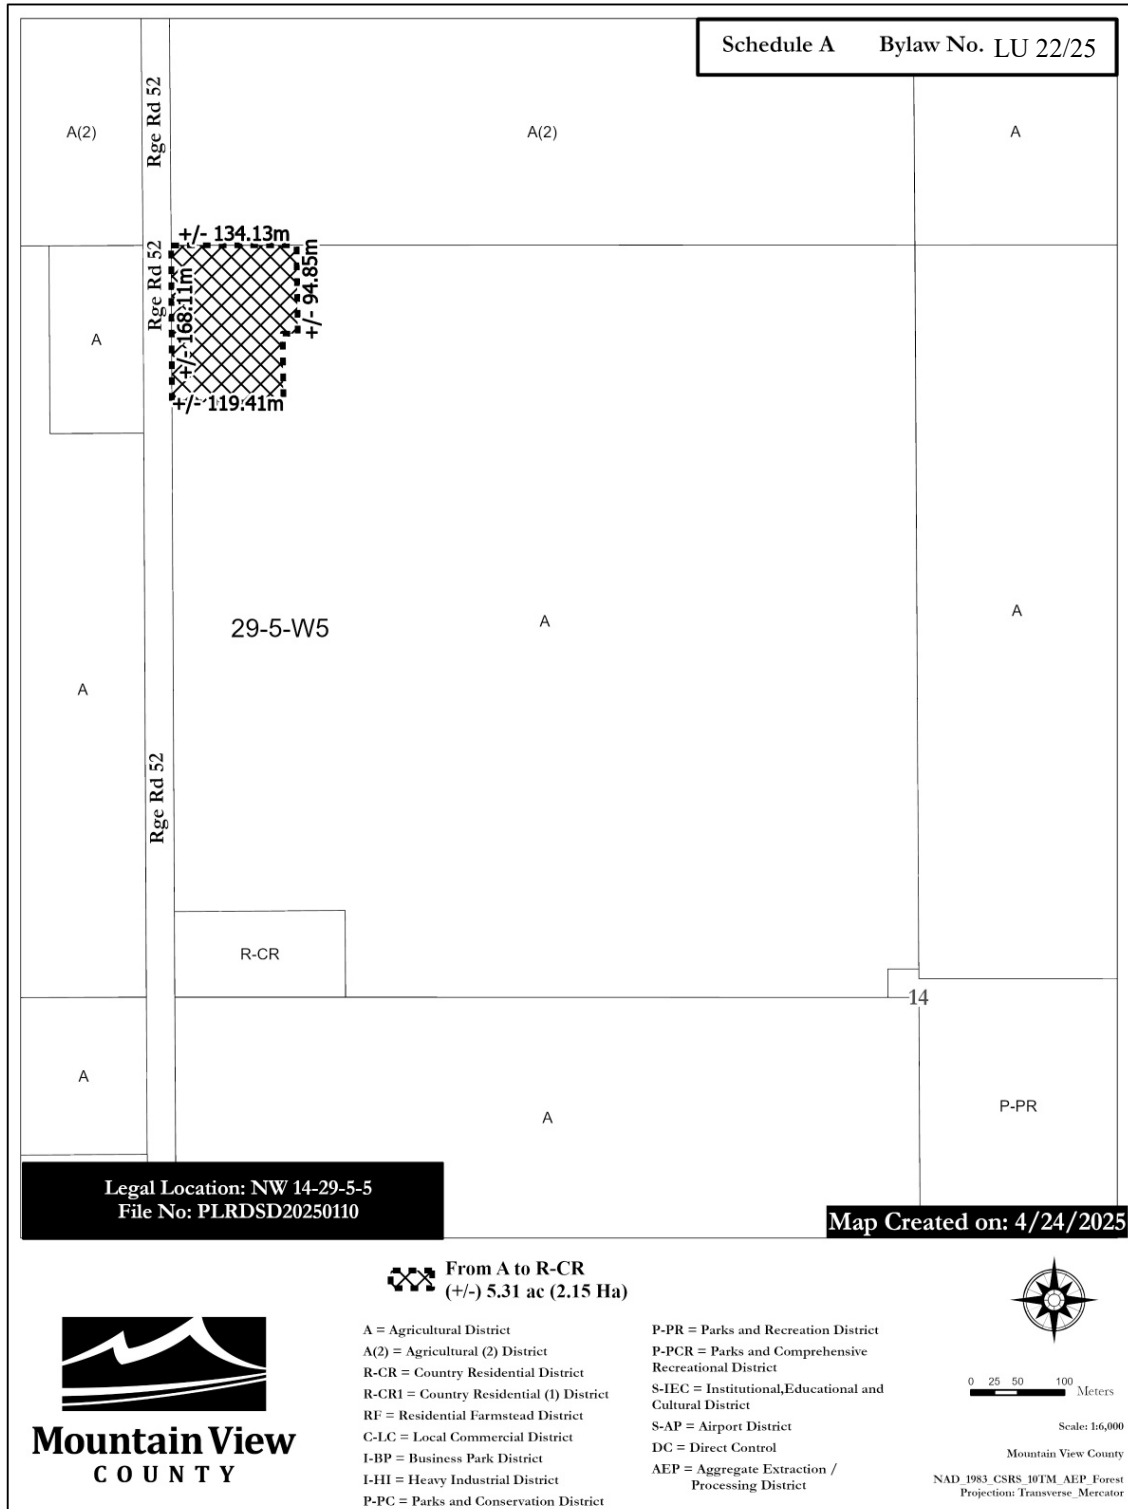 Schedule A Bylaw No. LU 22/25
Rge Rd 52
A(2)
A(2)
A
+/- 134.13m
Rge Rd 52
+/- 168.11m
+/- 94.85m
A
+/- 119.41m
29-5-W5
A
A
A
Rge Rd 52
R-CR
14
A
A
P-PR
Legal Location: NW 14-29-5-5
File No: PLRDSD20250110
Map Created on: 4/24/2025
From A to R-CR
(+/-) 5.31 ac (2.15 Ha)
Mountain View
COUNTY
A = Agricultural District
A(2) = Agricultural (2) District
R-CR = Country Residential District
R-CR1 = Country Residential (1) District
RF = Residential Farmstead District
C-LC = Local Commercial District
I-BP = Business Park District
I-HI = Heavy Industrial District
P-PC = Parks and Conservation District
P-PR = Parks and Recreation District
P-PCR = Parks and Comprehensive
Recreational District
S-IEC = Institutional,Educational and
Cultural District
S-AP = Airport District
DC = Direct Control
AEP = Aggregate Extraction /
Processing District
0 25 50 100
Meters
Scale: 1:6,000
Mountain View County
NAD_1983_CSRS_10TM_AEP_Forest
Projection: Transverse_Mercator